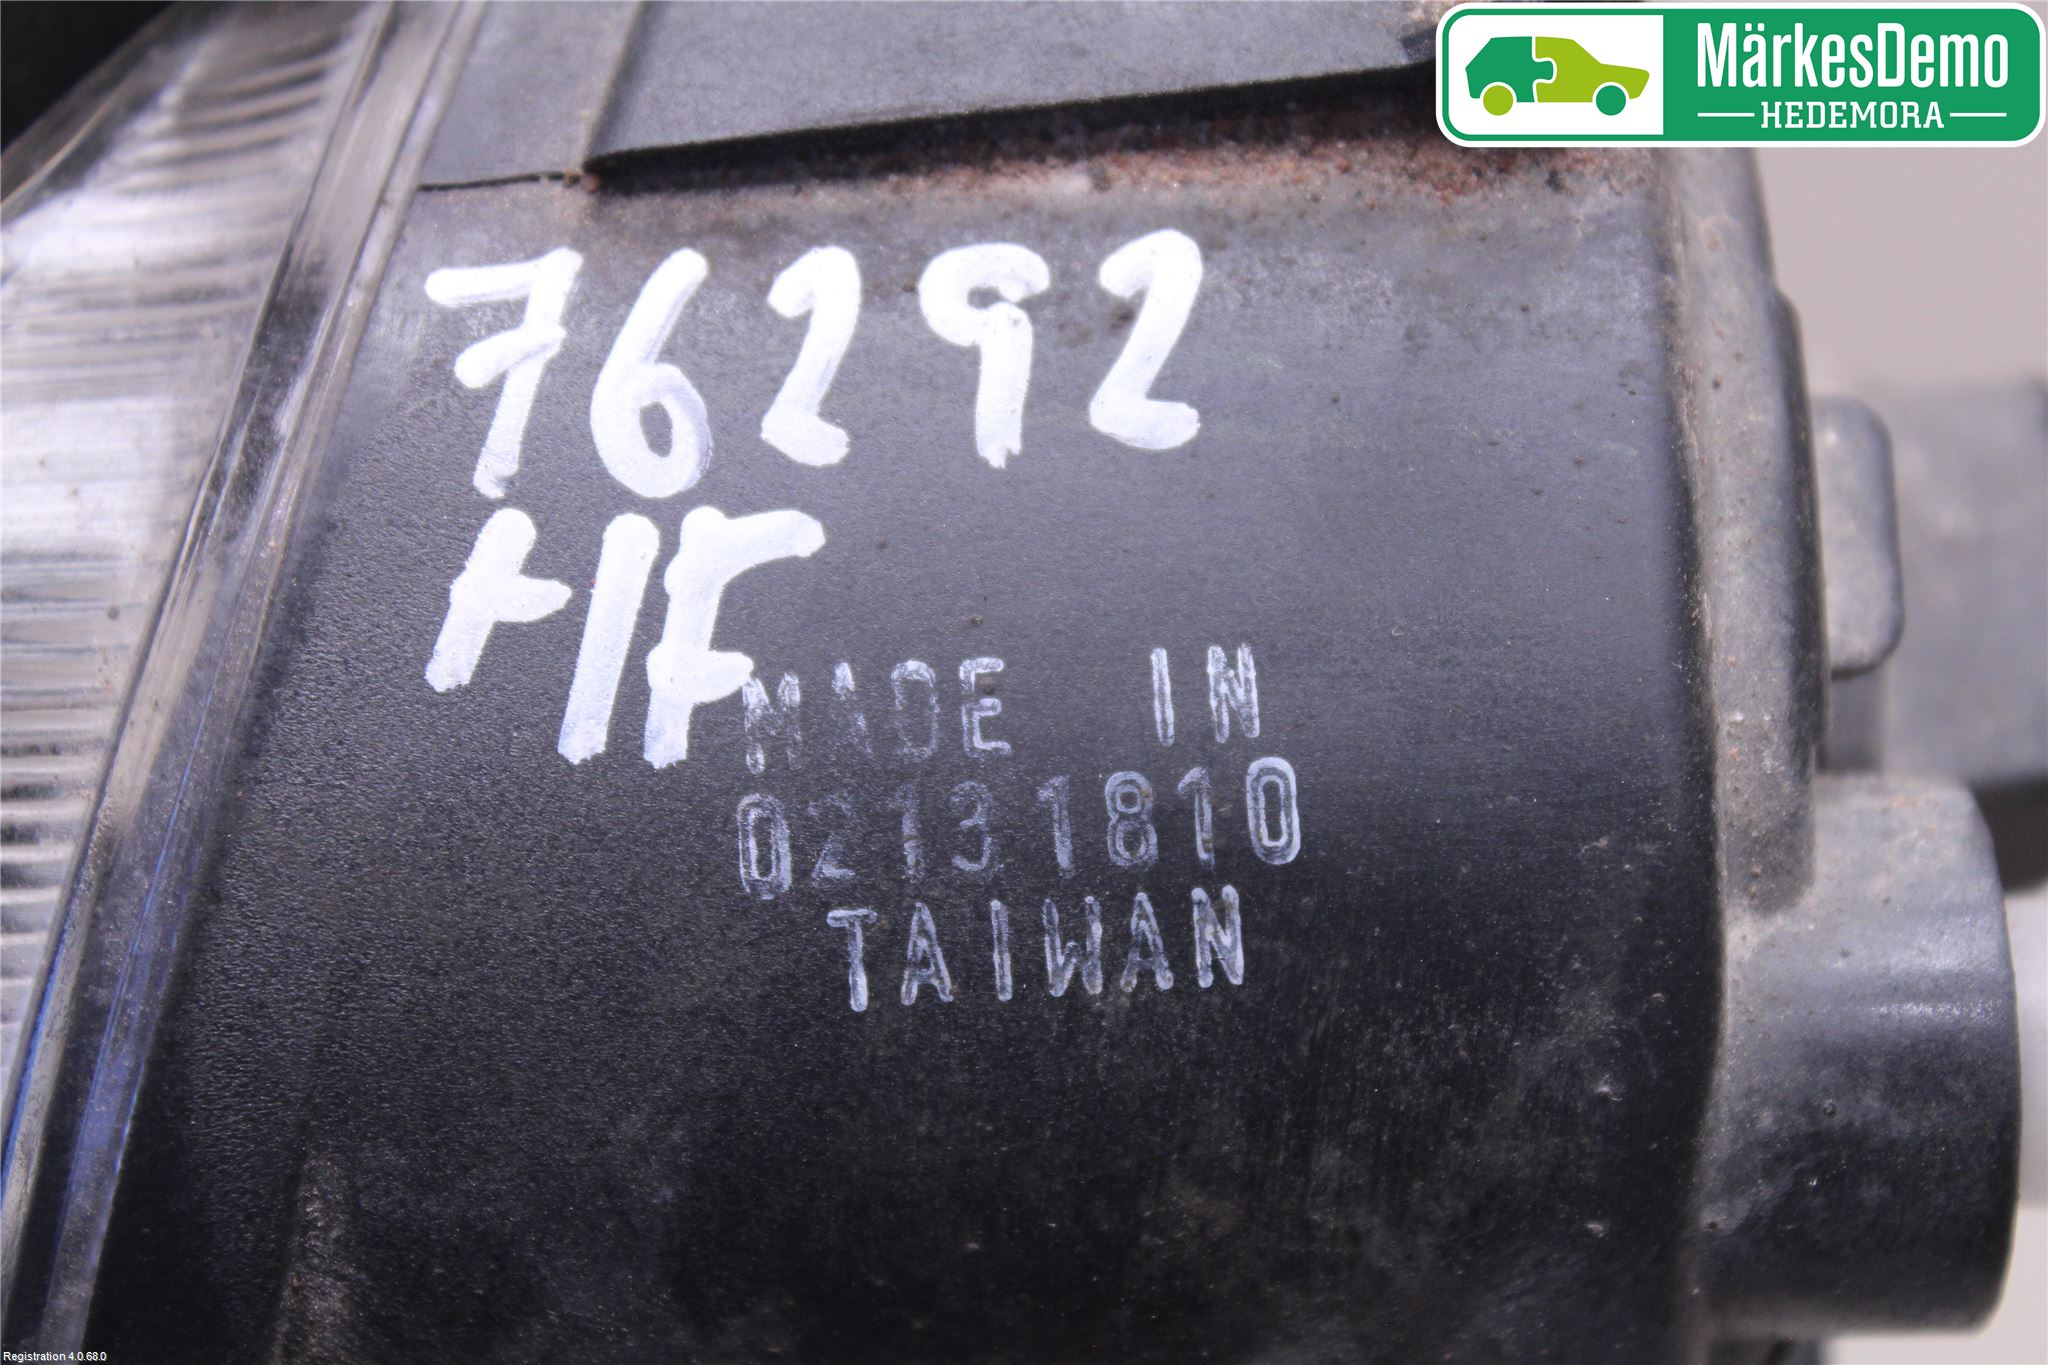 MärkesDemo
HEDEMORA
76292
HF
MADE IN
02131810
TAIWAN
Registration 4.0.68.0